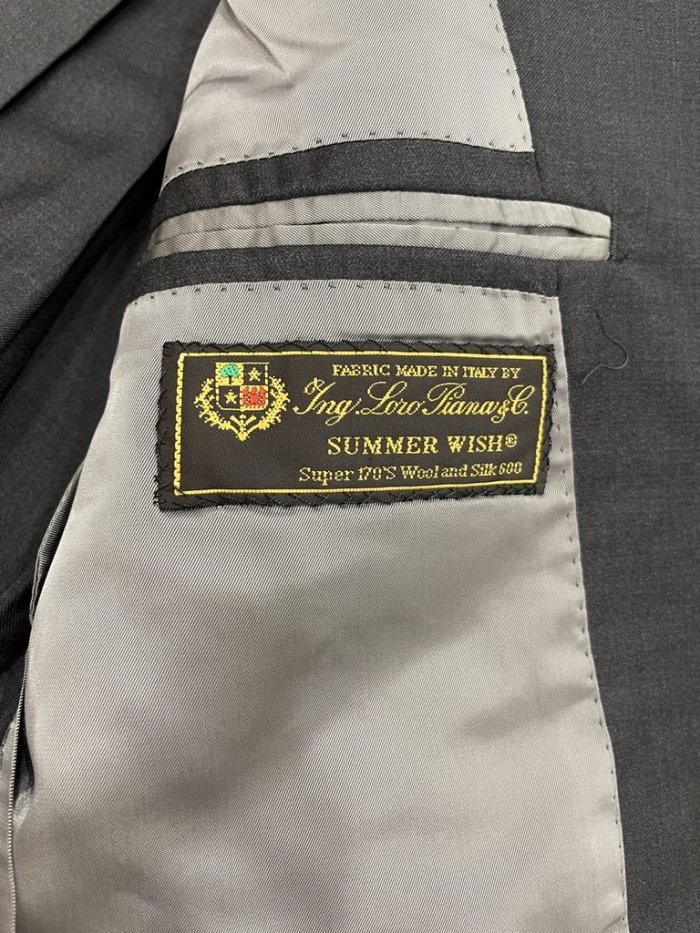 FABRIC MADE IN ITALY BY
Ing. Loro Piana & C.
SUMMER WISH®
Super 170'S Wool and Silk 600